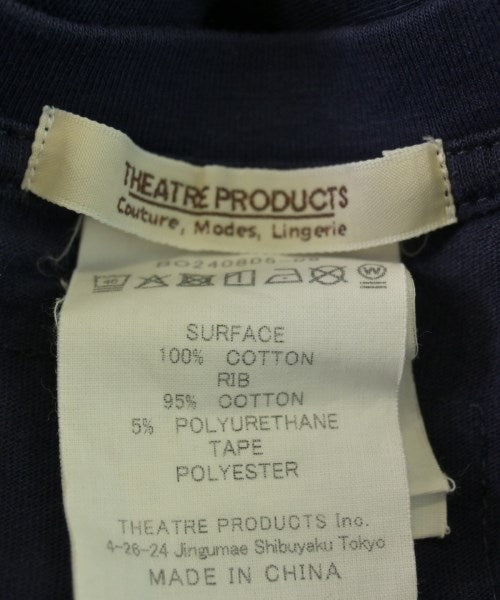 THEATRE PRODUCTS
Couture, Modes, Lingerie
SURFACE
100% COTTON
RIB
95% COTTON
5% POLYURETHANE
TAPE
POLYESTER
THEATRE PRODUCTS Inc.
4-26-24 Jingumae Shibuyaku Tokyo
MADE IN CHINA